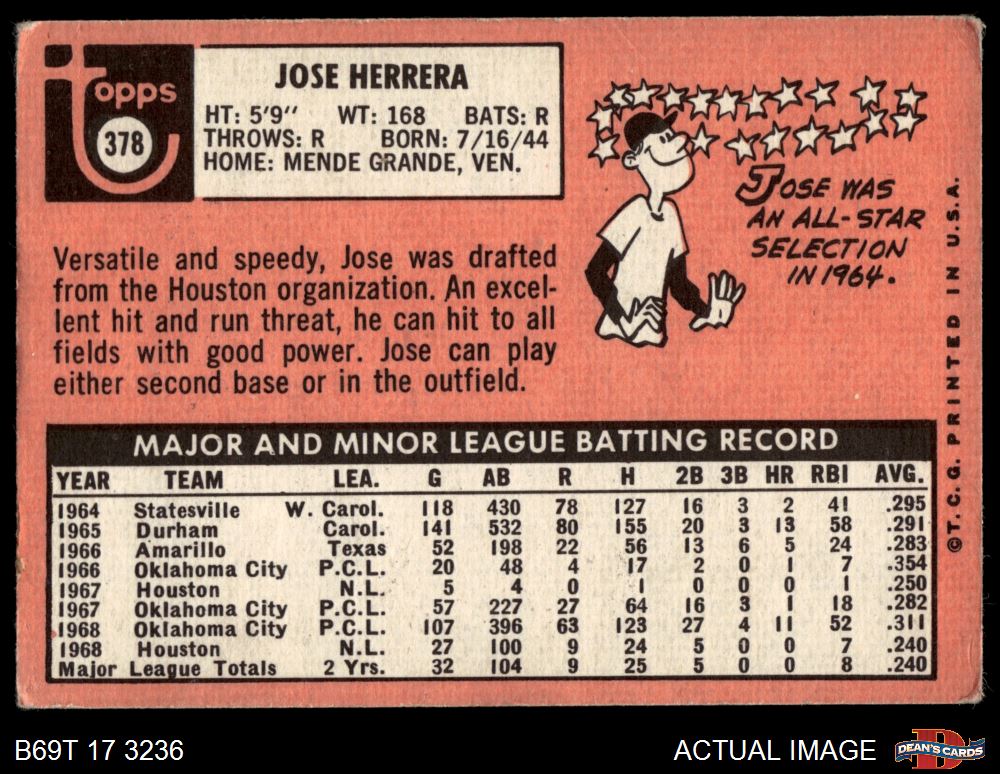 topps
378
JOSE HERRERA
HT: 5'9" WT: 168 BATS: R
THROWS: R BORN: 7/16/44
HOME: MENDE GRANDE, VEN.
JOSE WAS
AN ALL-STAR
SELECTION
IN 1964.
Versatile and speedy, Jose was drafted
from the Houston organization. An excel-
lent hit and run threat, he can hit to all
fields with good power. Jose can play
either second base or in the outfield.
©T.C.G. PRINTED IN U.S.A.
MAJOR AND MINOR LEAGUE BATTING RECORD
YEAR TEAM LEA. G AB R H 2B 3B HR RBI AVG.
1964 Statesville W. Carol. 118 430 78 127 16 3 2 41 .295
1965 Durham Carol. 141 532 80 155 20 3 13 58 .291
1966 Amarillo Texas 52 198 22 56 13 6 5 24 .283
1966 Oklahoma City P.C.L. 20 48 4 17 2 0 1 7 .354
1967 Houston N.L. 5 4 0 1 0 0 0 1 .250
1967 Oklahoma City P.C.L. 57 227 27 64 16 3 1 18 .282
1968 Oklahoma City P.C.L. 107 396 63 123 27 4 11 52 .311
1968 Houston N.L. 27 100 9 24 5 0 0 7 .240
Major League Totals 2 Yrs. 32 104 9 25 5 0 0 8 .240
B69T 17 3236 ACTUAL IMAGE
D
DEAN'S CARDS